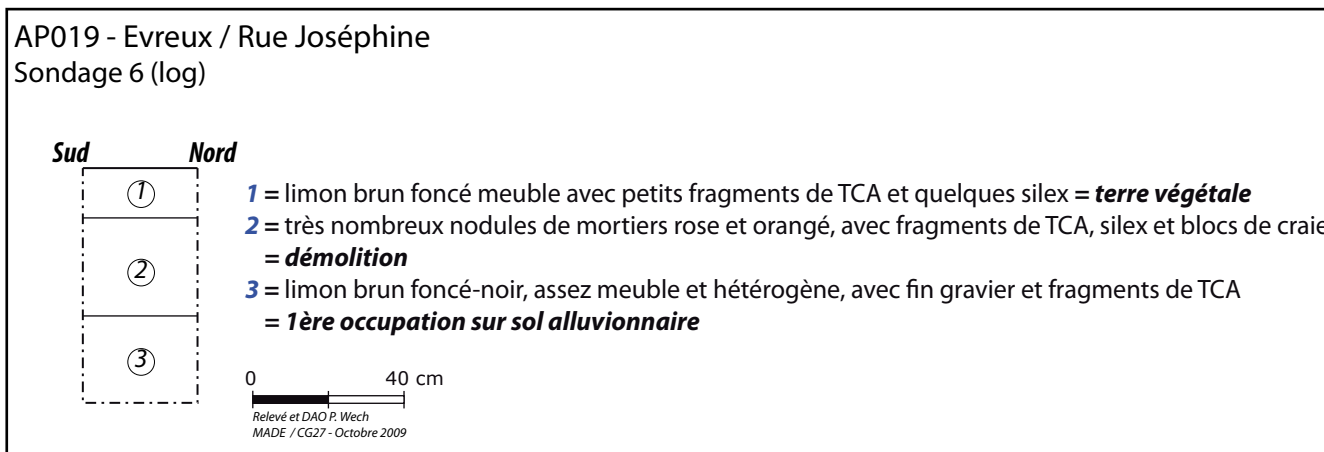 AP019 - Evreux / Rue Joséphine
Sondage 6 (log)
Sud Nord
1
2
3
1 = limon brun foncé meuble avec petits fragments de TCA et quelques silex = terre végétale
2 = très nombreux nodules de mortiers rose et orangé, avec fragments de TCA, silex et blocs de craie
= démolition
3 = limon brun foncé-noir, assez meuble et hétérogène, avec fin gravier et fragments de TCA
= 1ère occupation sur sol alluvionnaire
0 40 cm
Relevé et DAO P. Wech
MADE / CG27 - Octobre 2009